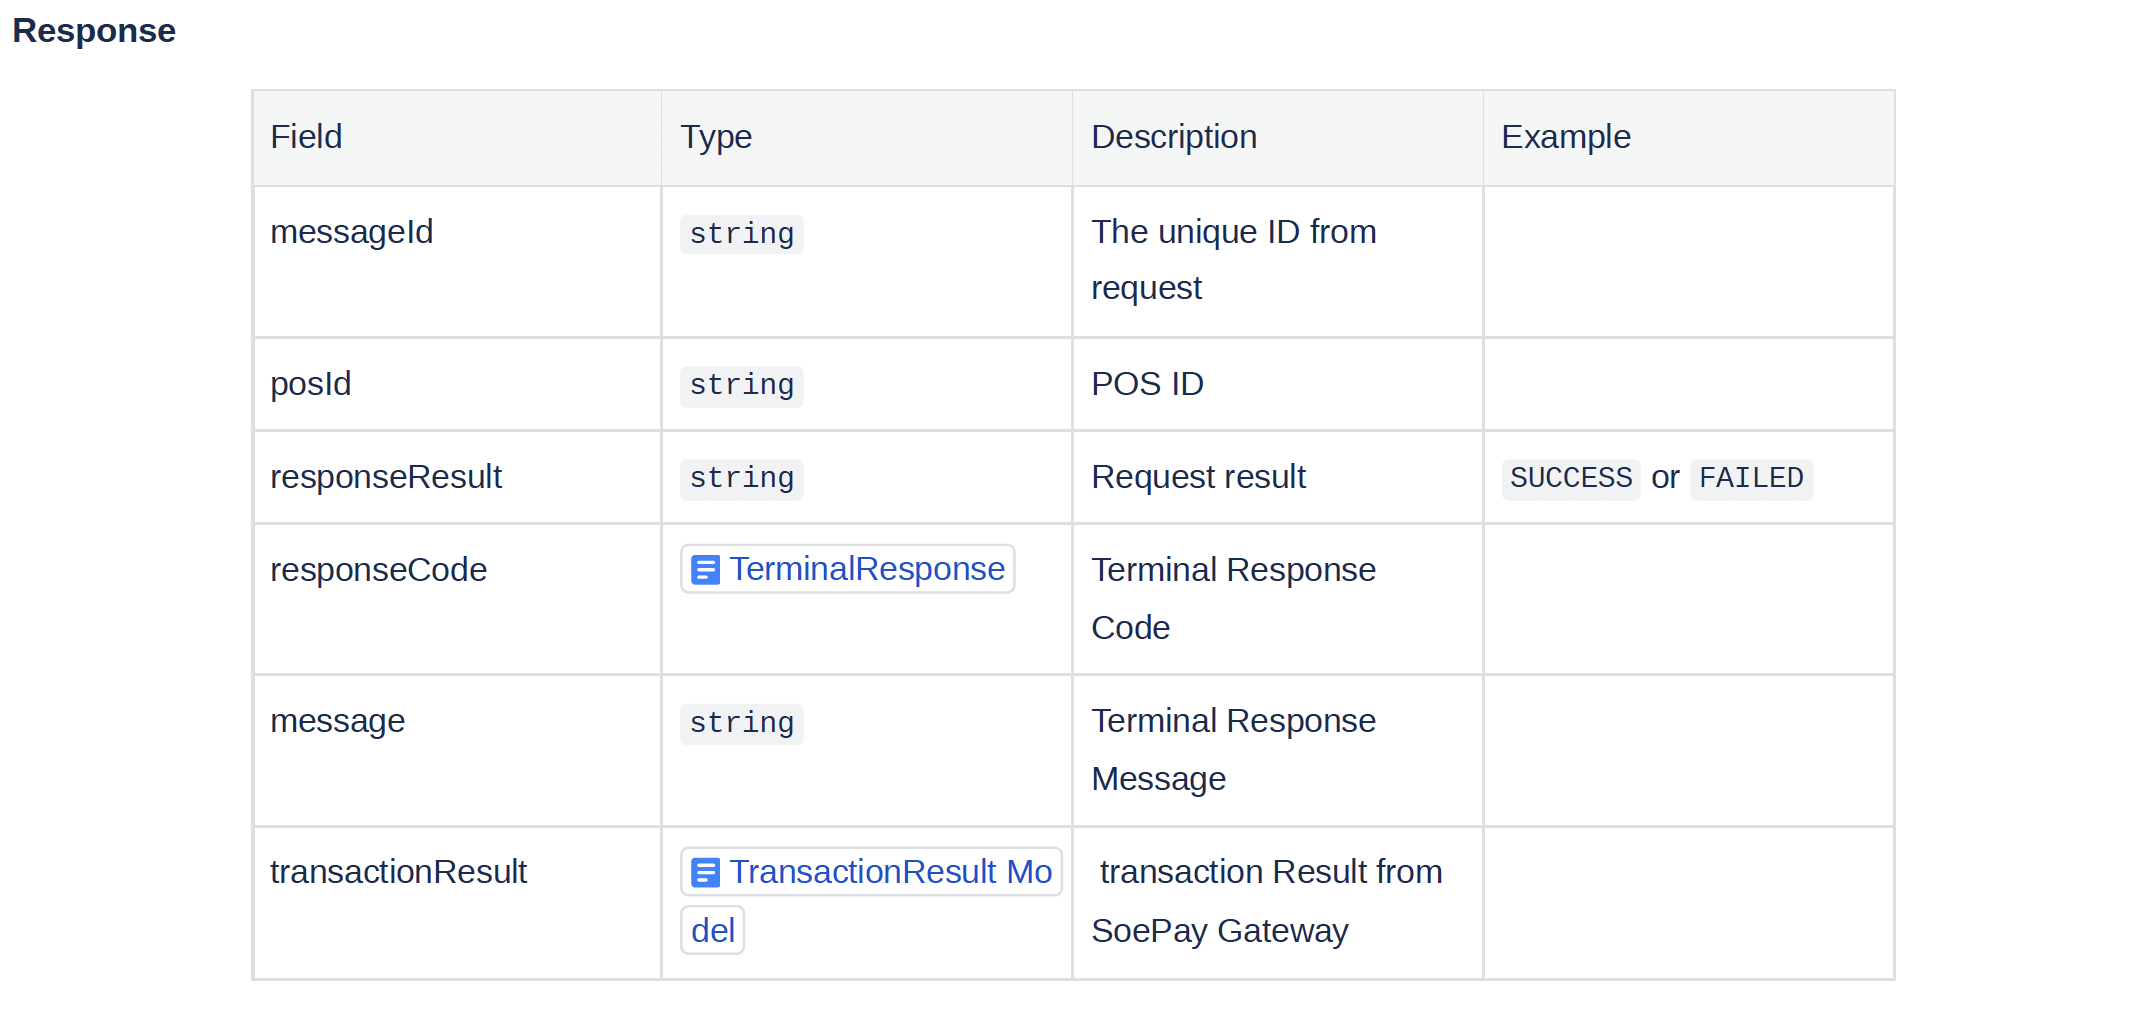 Response
Field Type Description Example
messageId string The unique ID from
request
posId string POS ID
responseResult string Request result SUCCESS or FAILED
responseCode TerminalResponse Terminal Response
Code
message string Terminal Response
Message
transactionResult TransactionResult Mo transaction Result from
del SoePay Gateway